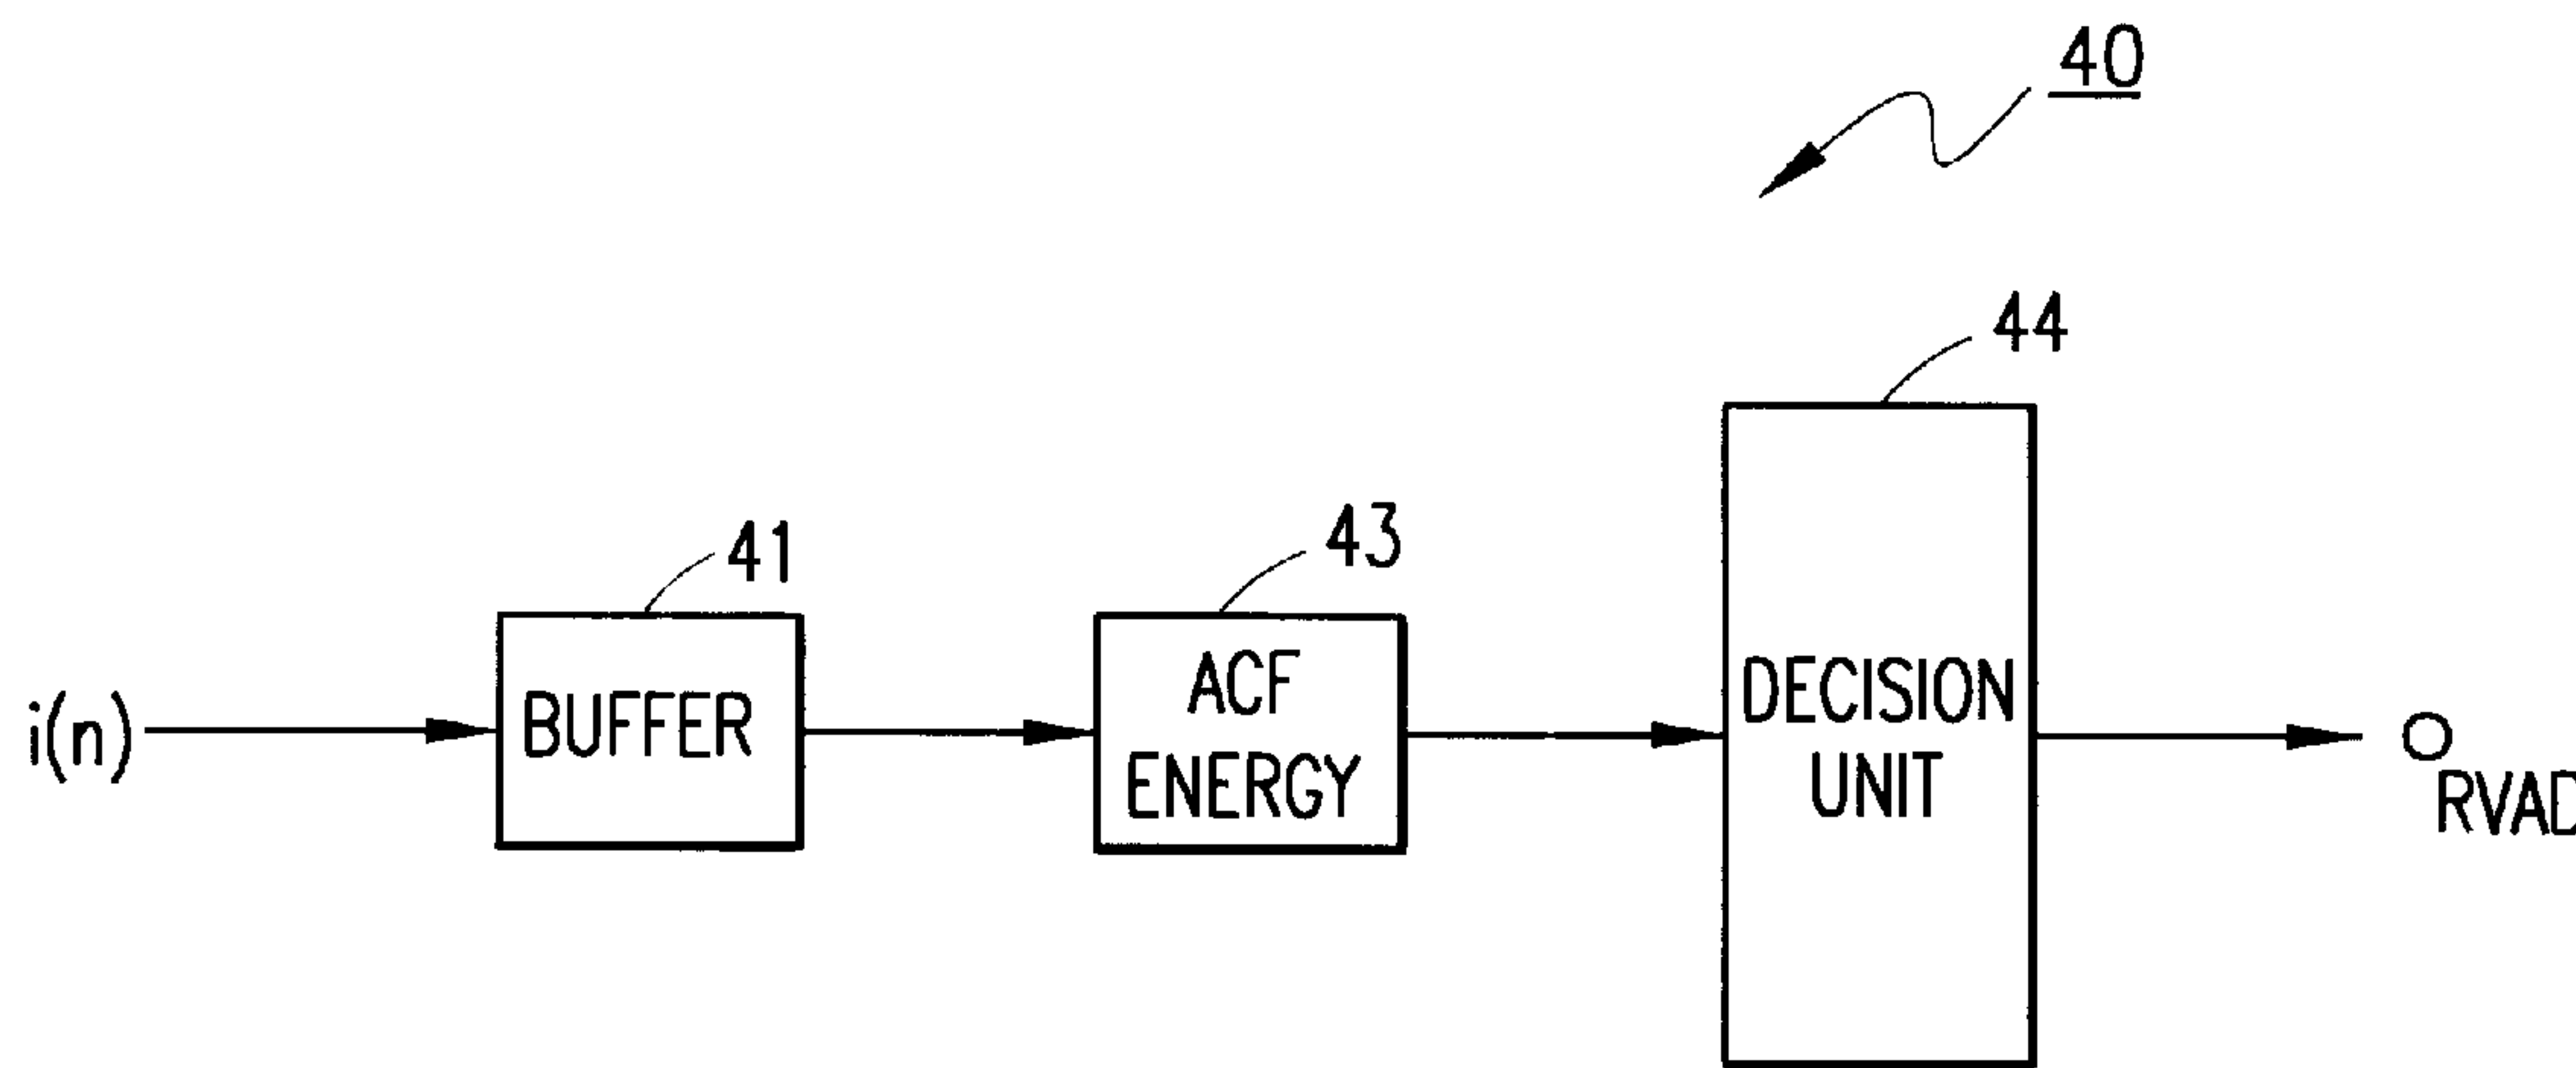 40
44
43
41
i(n)
BUFFER
ACF
ENERGY
DECISION
UNIT
O
RVAD